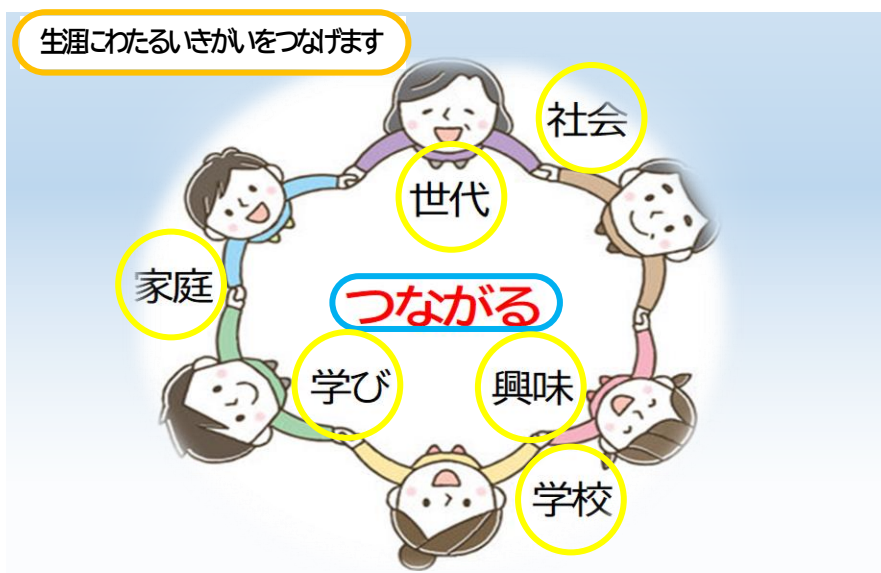 生涯にわたるいきがいをつなげます
社会
世代
家庭
つながる
学び
興味
学校